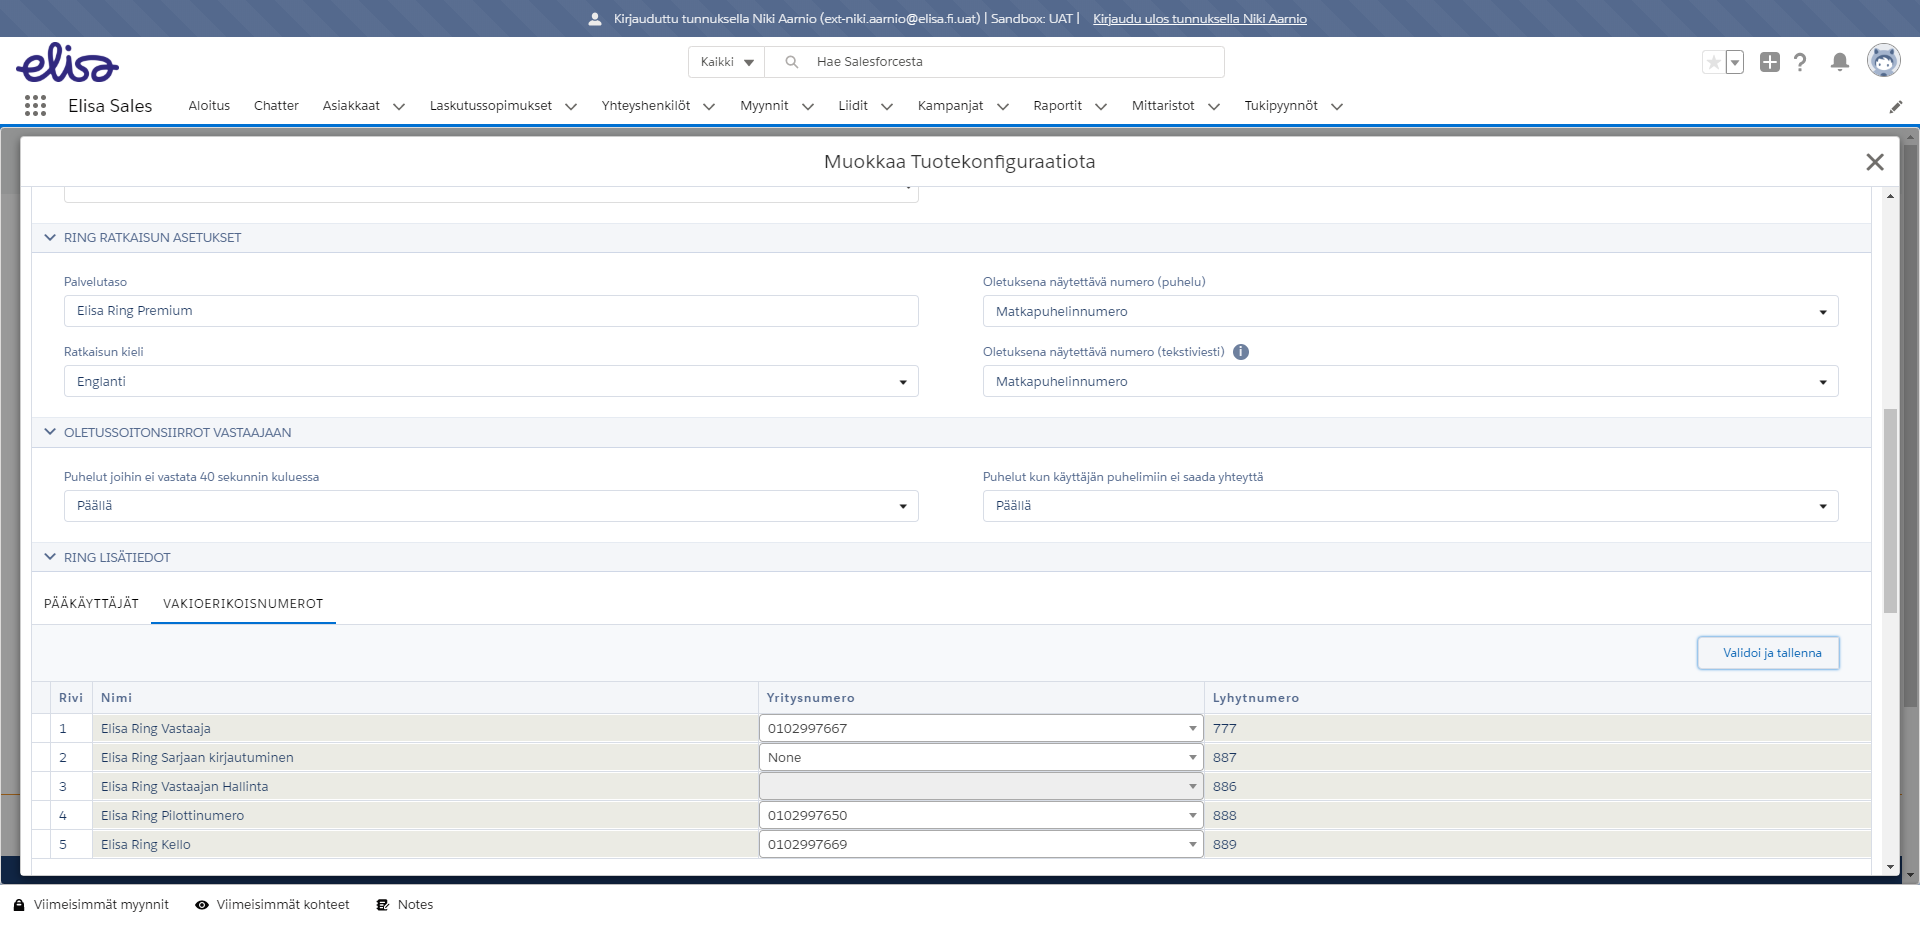 Kirjauduttu tunnuksella Niki Aarnio (ext-niki.aarnio@elisa.fi.uat) | Sandbox: UAT | Kirjaudu ulos tunnuksella Niki Aarnio
elisa
Kaikki Hae Salesforcesta
Elisa Sales Aloitus Chatter Asiakkaat Laskutussopimukset Yhteyshenkilöt Myynnit Liidit Kampanjat Raportit Mittaristot Tukipyynnöt
Muokkaa Tuotekonfiguraatiota
RING RATKAISUN ASETUKSET
Palvelutaso Oletuksena näytettävä numero (puhelu)
Elisa Ring Premium Matkapuhelinnumero
Ratkaisun kieli Oletuksena näytettävä numero (tekstiviesti)
Englanti Matkapuhelinnumero
OLETUSSOITONSIIRROT VASTAAJAAN
Puhelut joihin ei vastata 40 sekunnin kuluessa Puhelut kun käyttäjän puhelimiin ei saada yhteyttä
Päällä Päällä
RING LISÄTIEDOT
PÄÄKÄYTTÄJÄT VAKIOERIKOISNUMEROT
Validoi ja tallenna
Rivi Nimi Yritysnumero Lyhytnumero
1 Elisa Ring Vastaaja 0102997667 777
2 Elisa Ring Sarjaan kirjautuminen None 887
3 Elisa Ring Vastaajan Hallinta 886
4 Elisa Ring Pilottinumero 0102997650 888
5 Elisa Ring Kello 0102997669 889
Viimeisimmät myynnit Viimeisimmät kohteet Notes